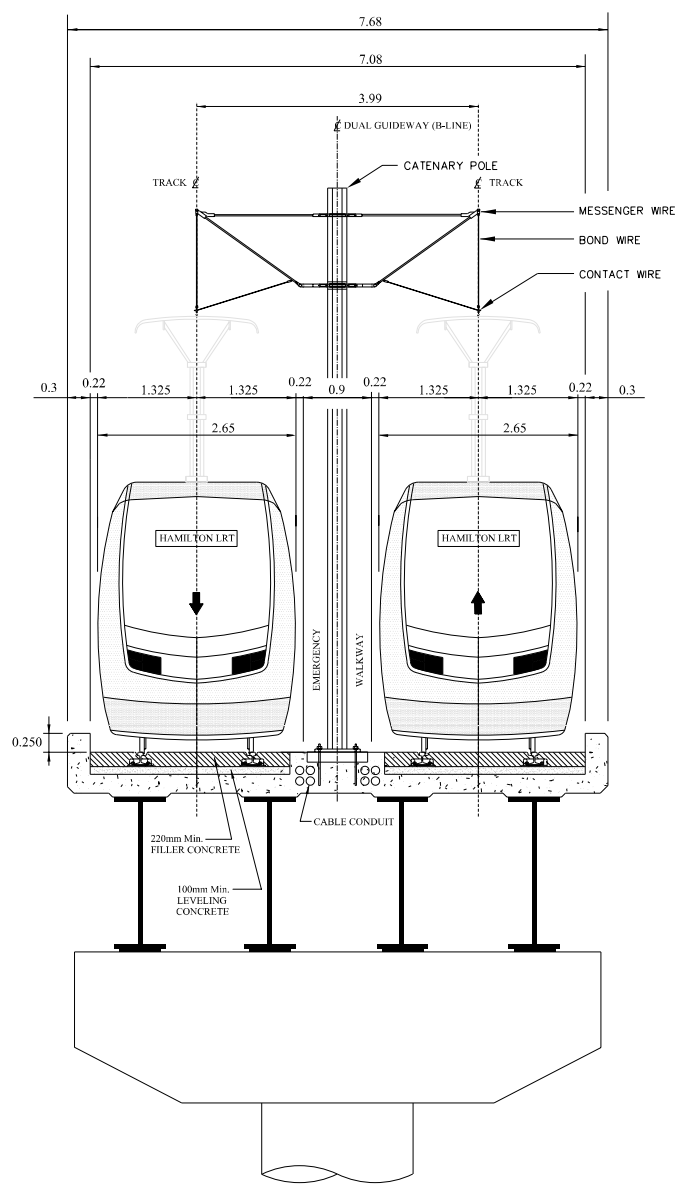 7.68
7.08
3.99
℄ DUAL GUIDEWAY (B-LINE)
CATENARY POLE
TRACK ℄
℄ TRACK
MESSENGER WIRE
BOND WIRE
CONTACT WIRE
0.3 0.22 1.325 1.325 0.22 0.9 0.22 1.325 1.325 0.22 0.3
2.65 2.65
HAMILTON LRT HAMILTON LRT
EMERGENCY
WALKWAY
0.250
CABLE CONDUIT
220mm Min.
FILLER CONCRETE
100mm Min.
LEVELING
CONCRETE